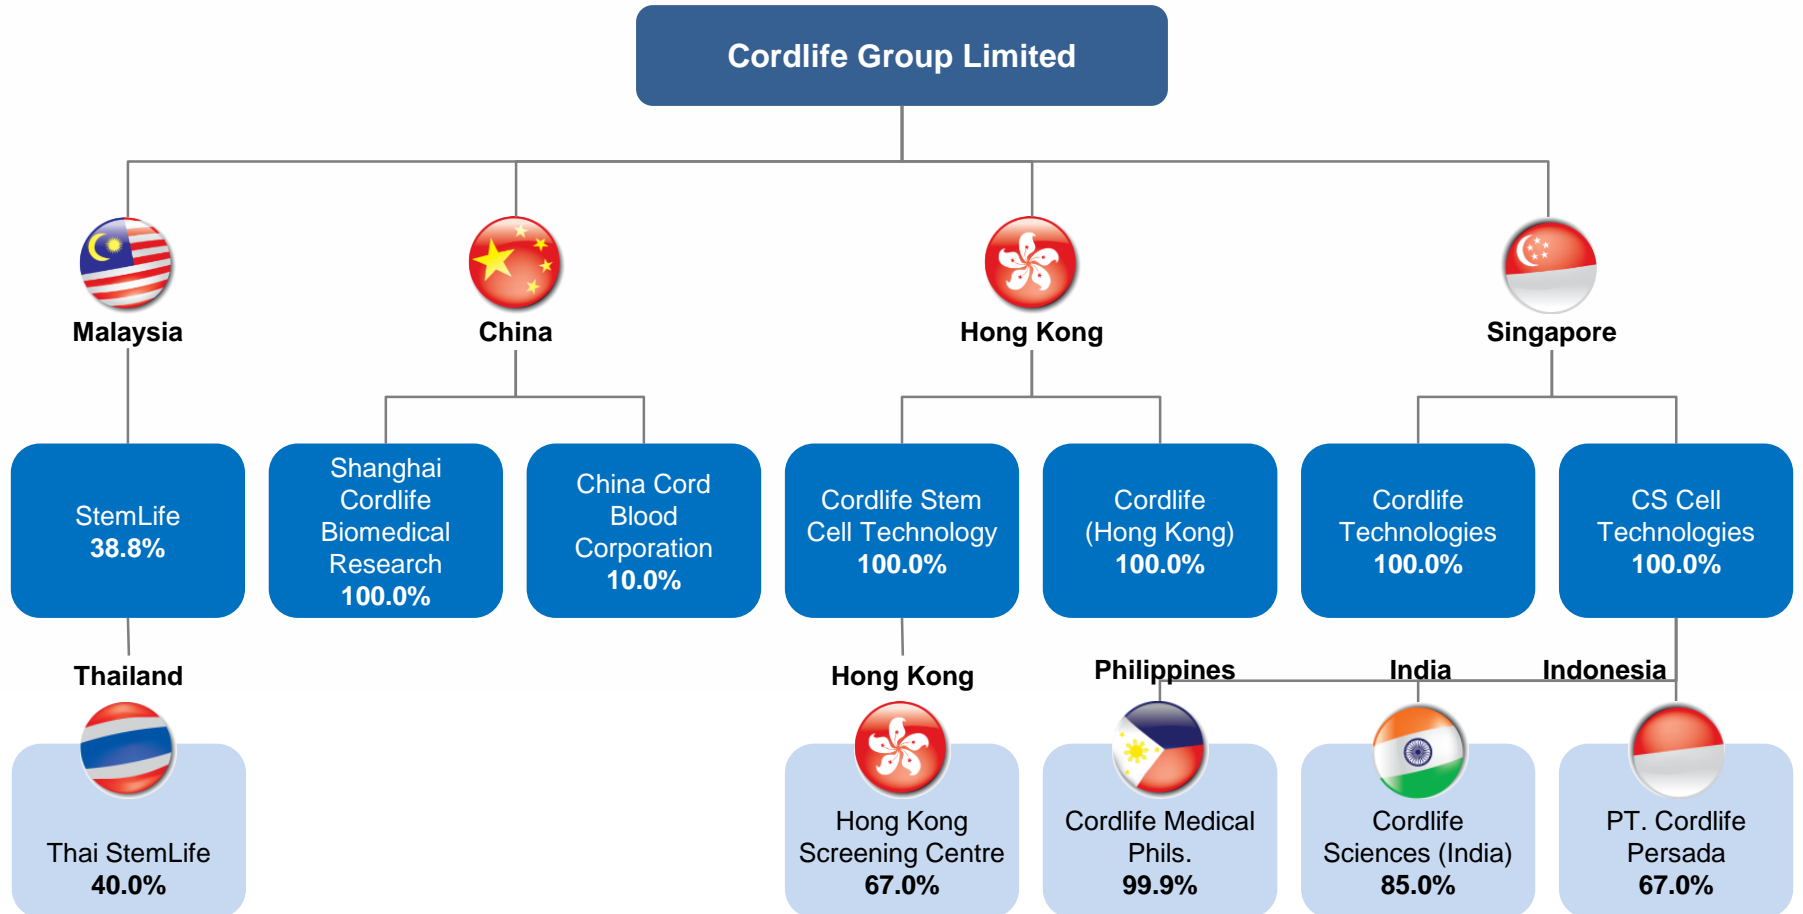 Cordlife Group Limited
Malaysia
China
Hong Kong
Singapore
StemLife
38.8%
Shanghai
Cordlife
Biomedical
Research
100.0%
China Cord
Blood
Corporation
10.0%
Cordlife Stem
Cell Technology
100.0%
Cordlife
(Hong Kong)
100.0%
Cordlife
Technologies
100.0%
CS Cell
Technologies
100.0%
Thailand
Hong Kong
Philippines
India
Indonesia
Thai StemLife
40.0%
Hong Kong
Screening Centre
67.0%
Cordlife Medical
Phils.
99.9%
Cordlife
Sciences (India)
85.0%
PT. Cordlife
Persada
67.0%